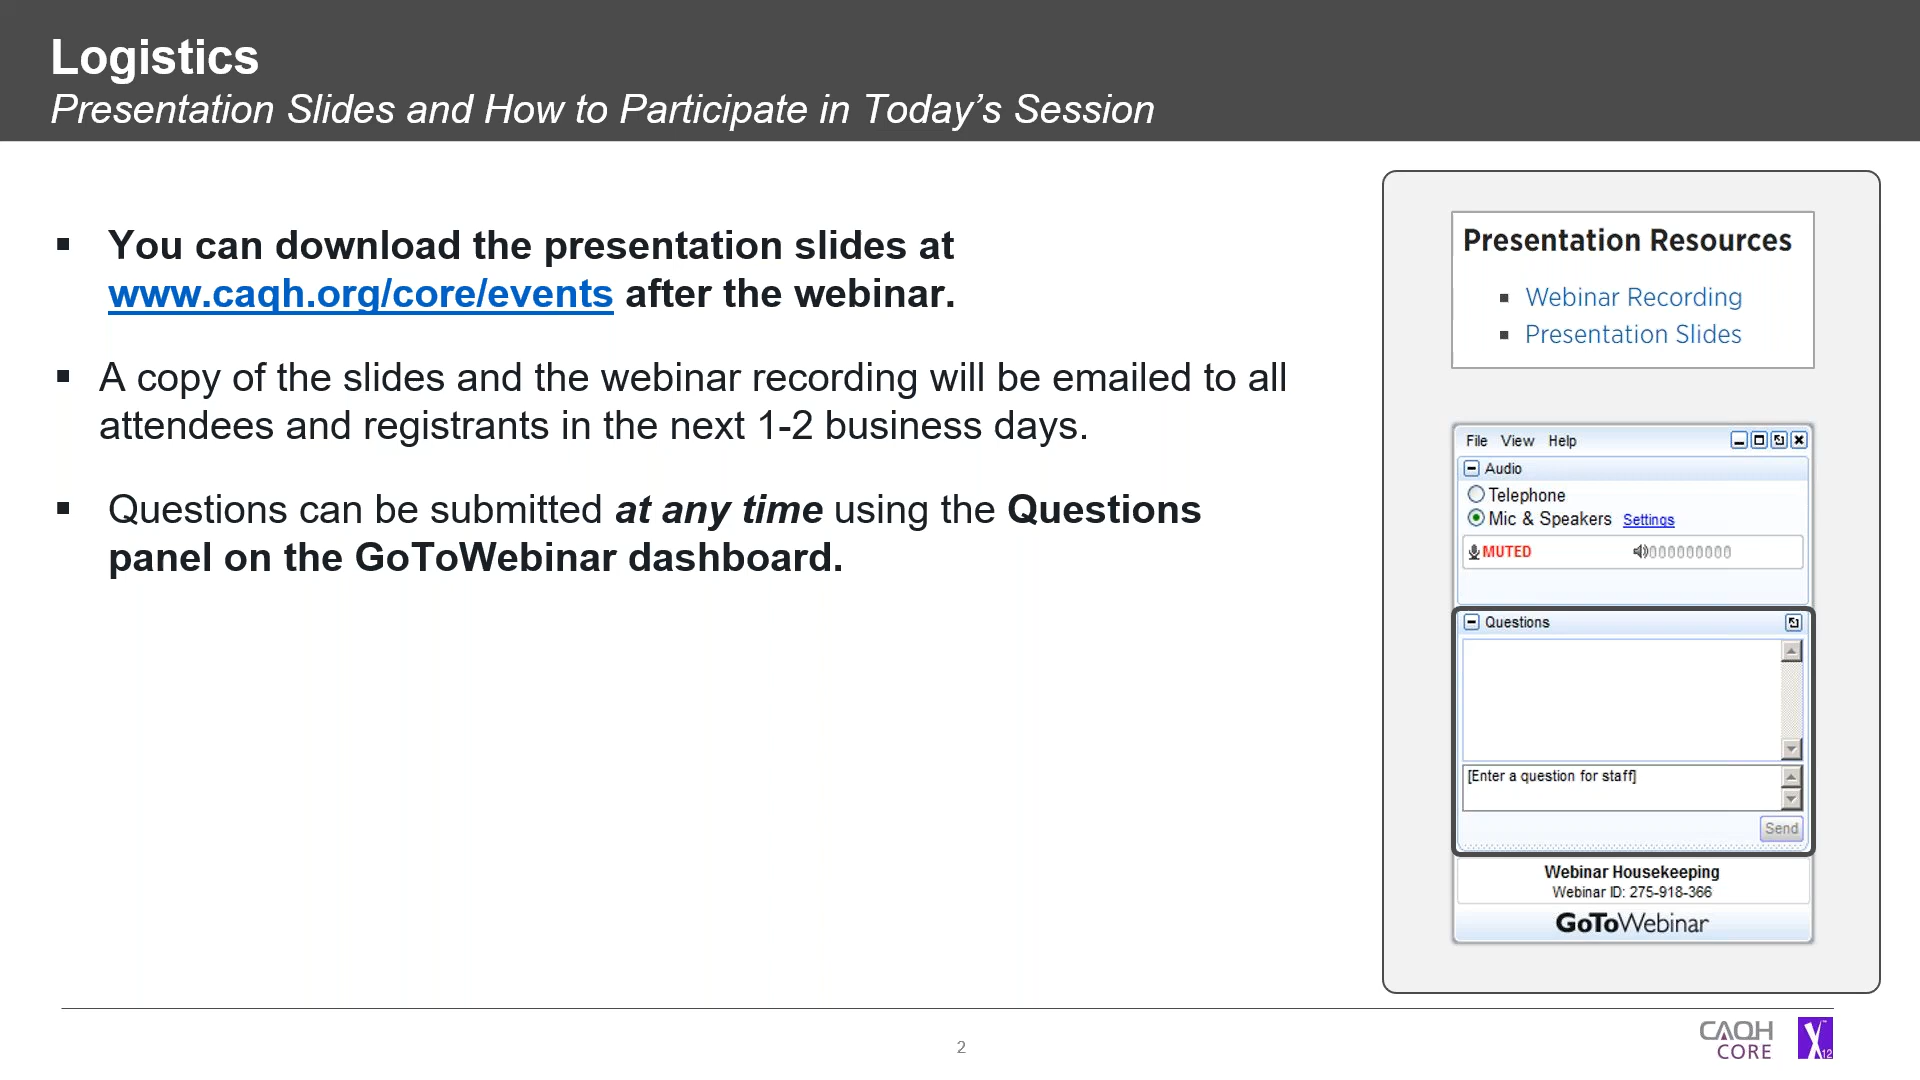 Logistics
Presentation Slides and How to Participate in Today’s Session
▪ You can download the presentation slides at
www.caqh.org/core/events after the webinar.
▪ A copy of the slides and the webinar recording will be emailed to all
attendees and registrants in the next 1-2 business days.
▪ Questions can be submitted at any time using the Questions
panel on the GoToWebinar dashboard.
Presentation Resources
▪ Webinar Recording
▪ Presentation Slides
File View Help
Audio
Telephone
Mic & Speakers Settings
MUTED 000000000
Questions
[Enter a question for staff]
Send
Webinar Housekeeping
Webinar ID: 275-918-366
GoToWebinar
2
CAQH
CORE
X12